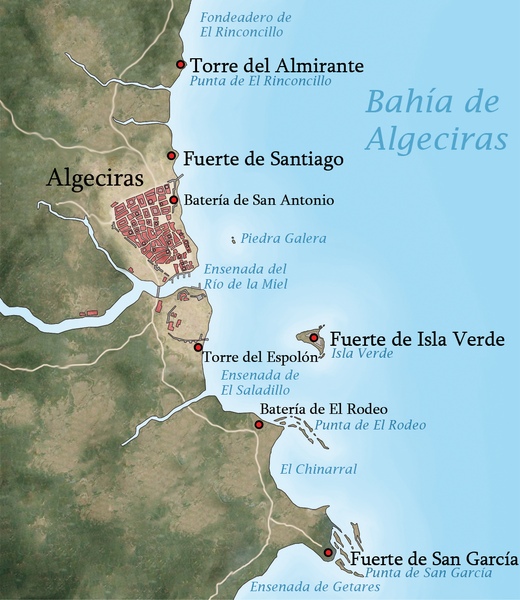 Fondeadero de
El Rinconcillo
Torre del Almirante
Punta de El Rinconcillo
Bahía de
Algeciras
Fuerte de Santiago
Algeciras
Batería de San Antonio
Piedra Galera
Ensenada del
Río de la Miel
Fuerte de Isla Verde
Isla Verde
Torre del Espolón
Ensenada de
El Saladillo
Batería de El Rodeo
Punta de El Rodeo
El Chinarral
Fuerte de San García
Punta de San García
Ensenada de Getares